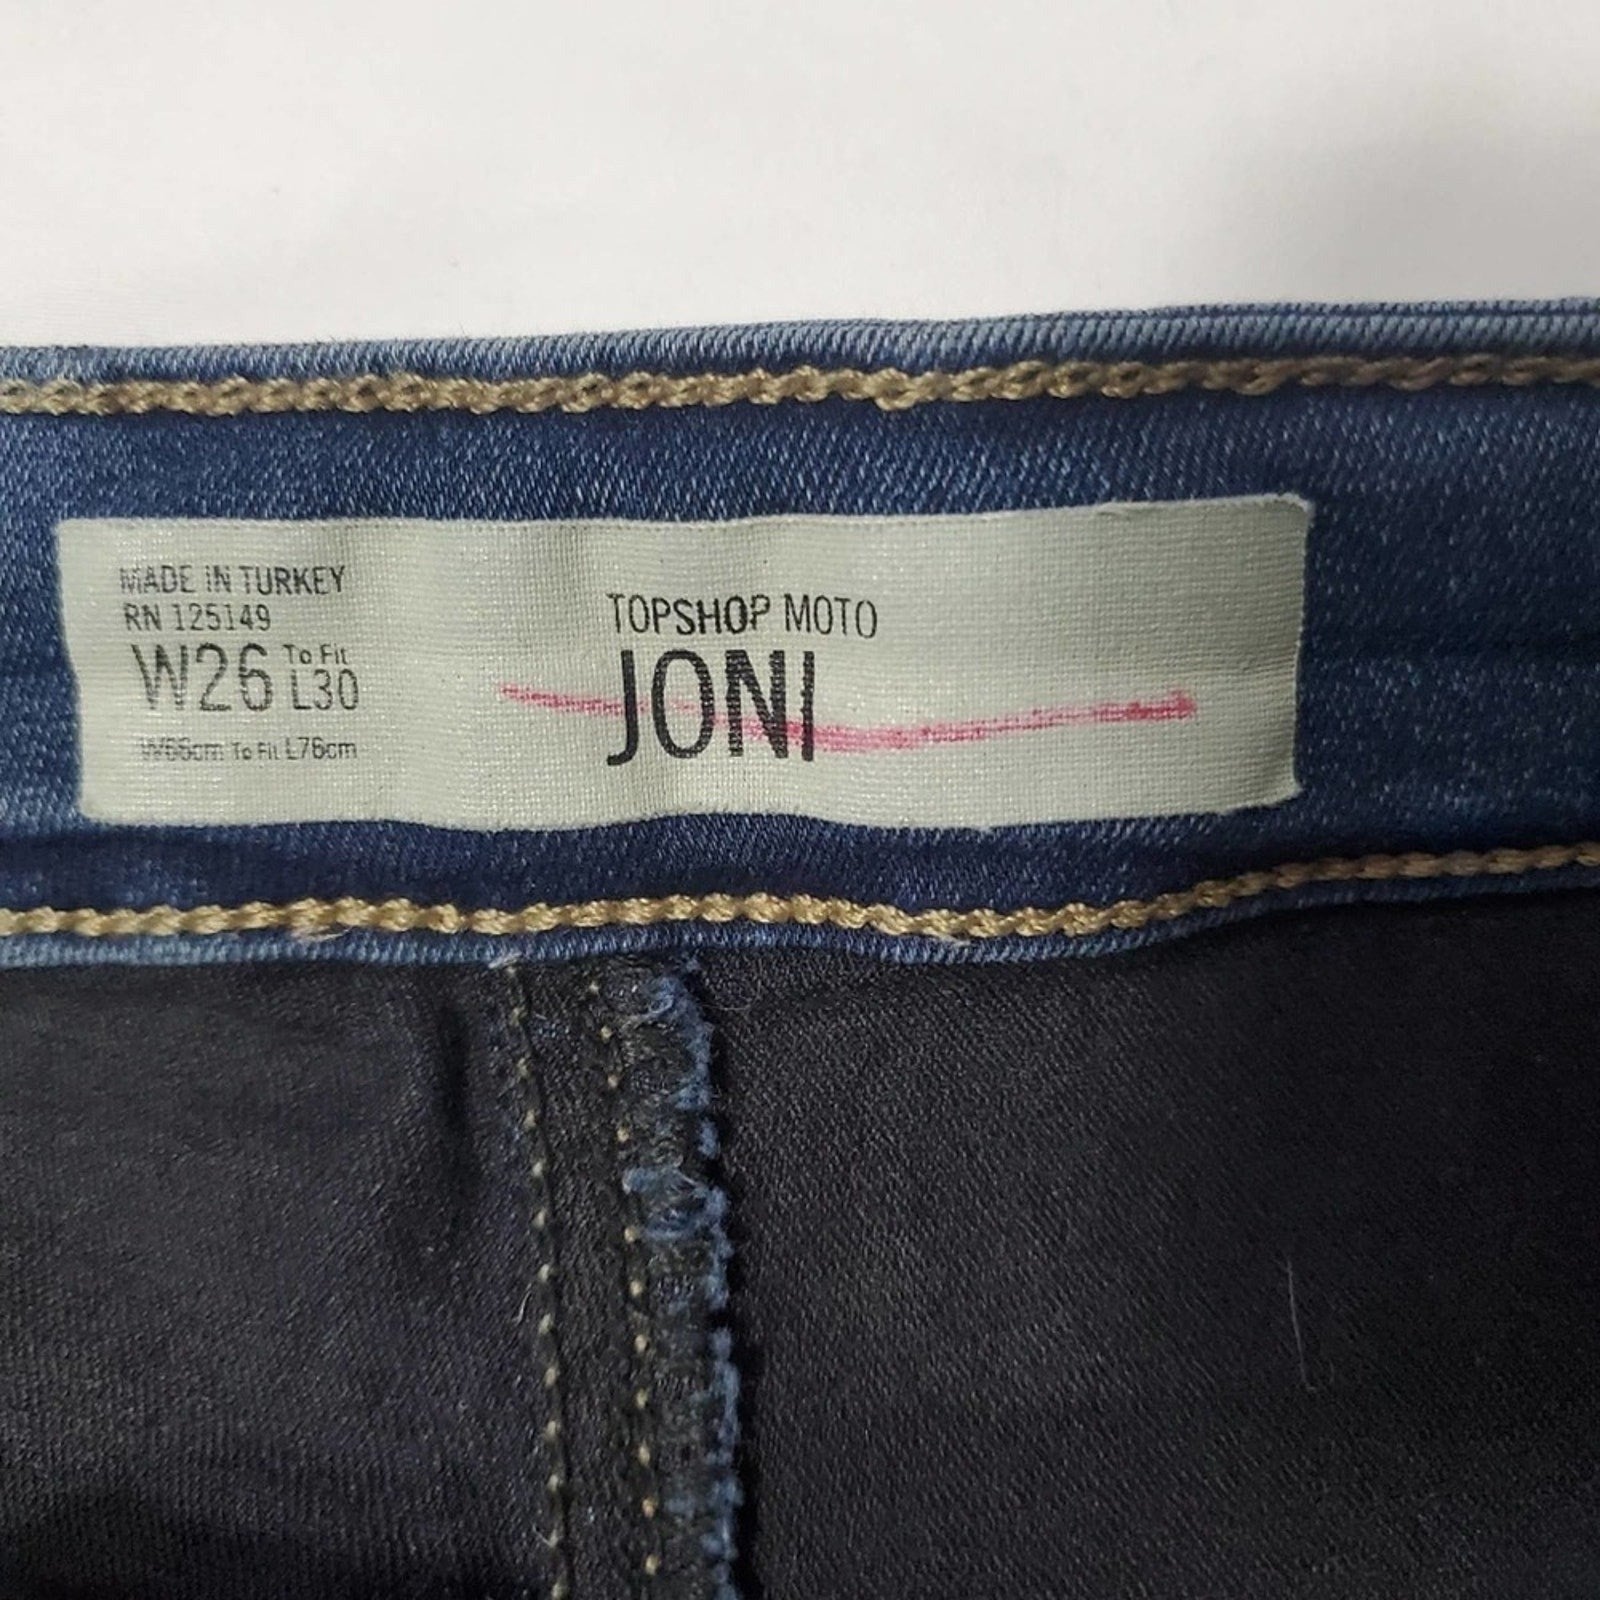 MADE IN TURKEY
RN 125149
W26 To Fit L30
W66cm To Fit L76cm
TOPSHOP MOTO
JONI